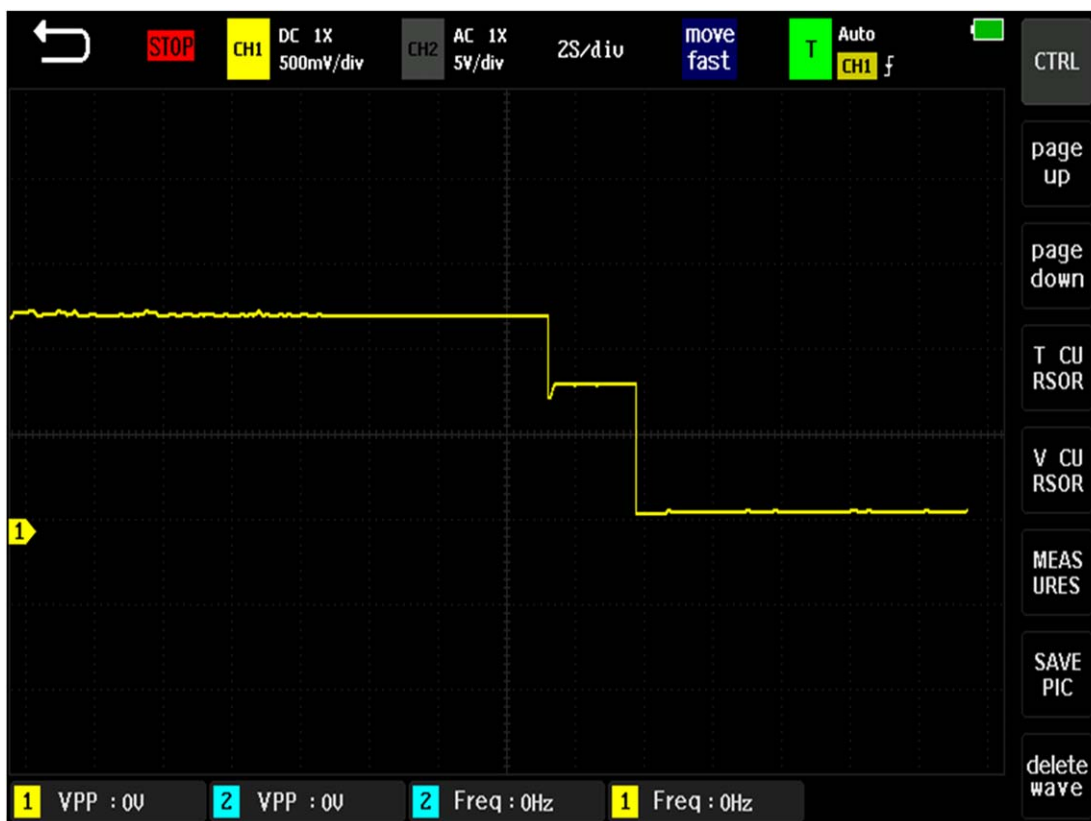 STOP
CH1
DC 1X
500mV/div
CH2
AC 1X
5V/div
2S/div
move
fast
T
Auto
CH1
CTRL
page
up
page
down
T CU
RSOR
V CU
RSOR
MEAS
URES
SAVE
PIC
delete
wave
1
1 VPP :0V
2 VPP :0V
2 Freq :0Hz
1 Freq :0Hz